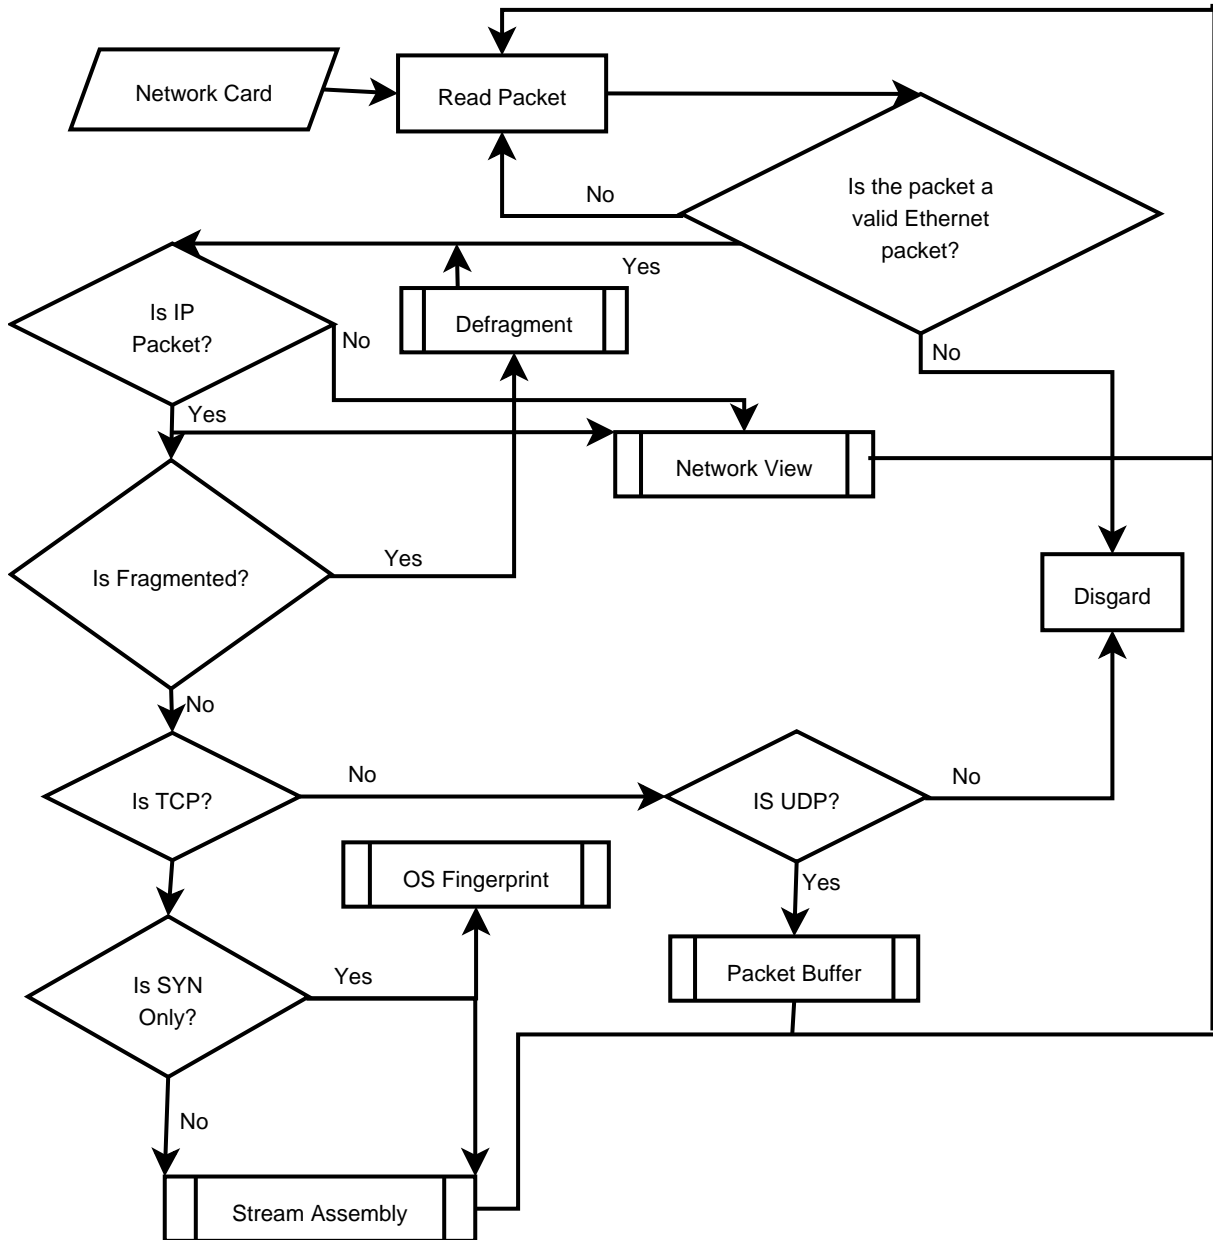 Network Card
Read Packet
Is the packet a
valid Ethernet
packet?
No
Yes
Is IP
Packet?
No
Defragment
No
Yes
Network View
Is Fragmented?
Yes
Disgard
No
Is TCP?
No
IS UDP?
No
OS Fingerprint
Yes
Is SYN
Only?
Yes
Packet Buffer
No
Stream Assembly